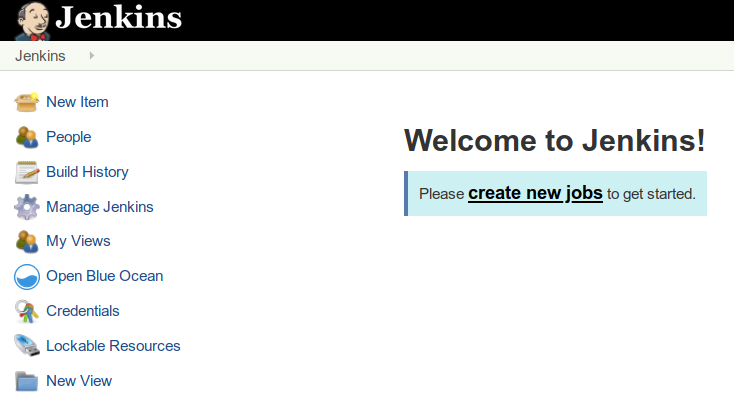 Jenkins
Jenkins
New Item
People
Build History
Manage Jenkins
My Views
Open Blue Ocean
Credentials
Lockable Resources
New View
Welcome to Jenkins!
Please create new jobs to get started.